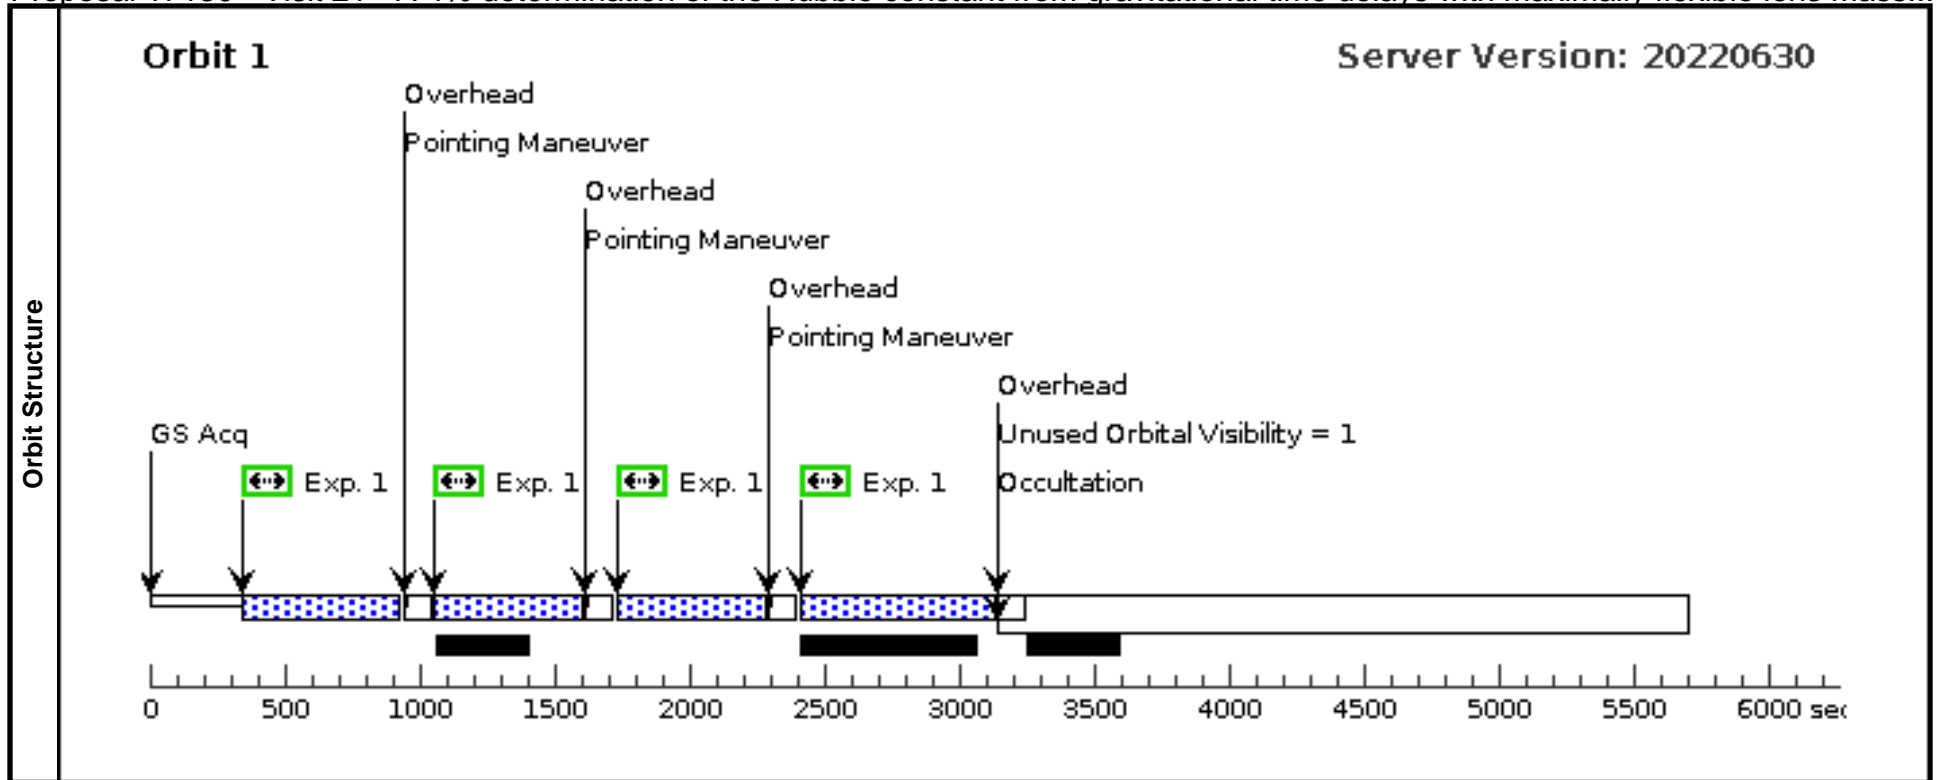 Orbit 1
Server Version: 20220630
Overhead
Pointing Maneuver
Overhead
Pointing Maneuver
Overhead
Pointing Maneuver
Overhead
GS Acq
Unused Orbital Visibility = 1
Exp. 1
Exp. 1
Exp. 1
Exp. 1
Occultation
Orbit Structure
0 500 1000 1500 2000 2500 3000 3500 4000 4500 5000 5500 6000